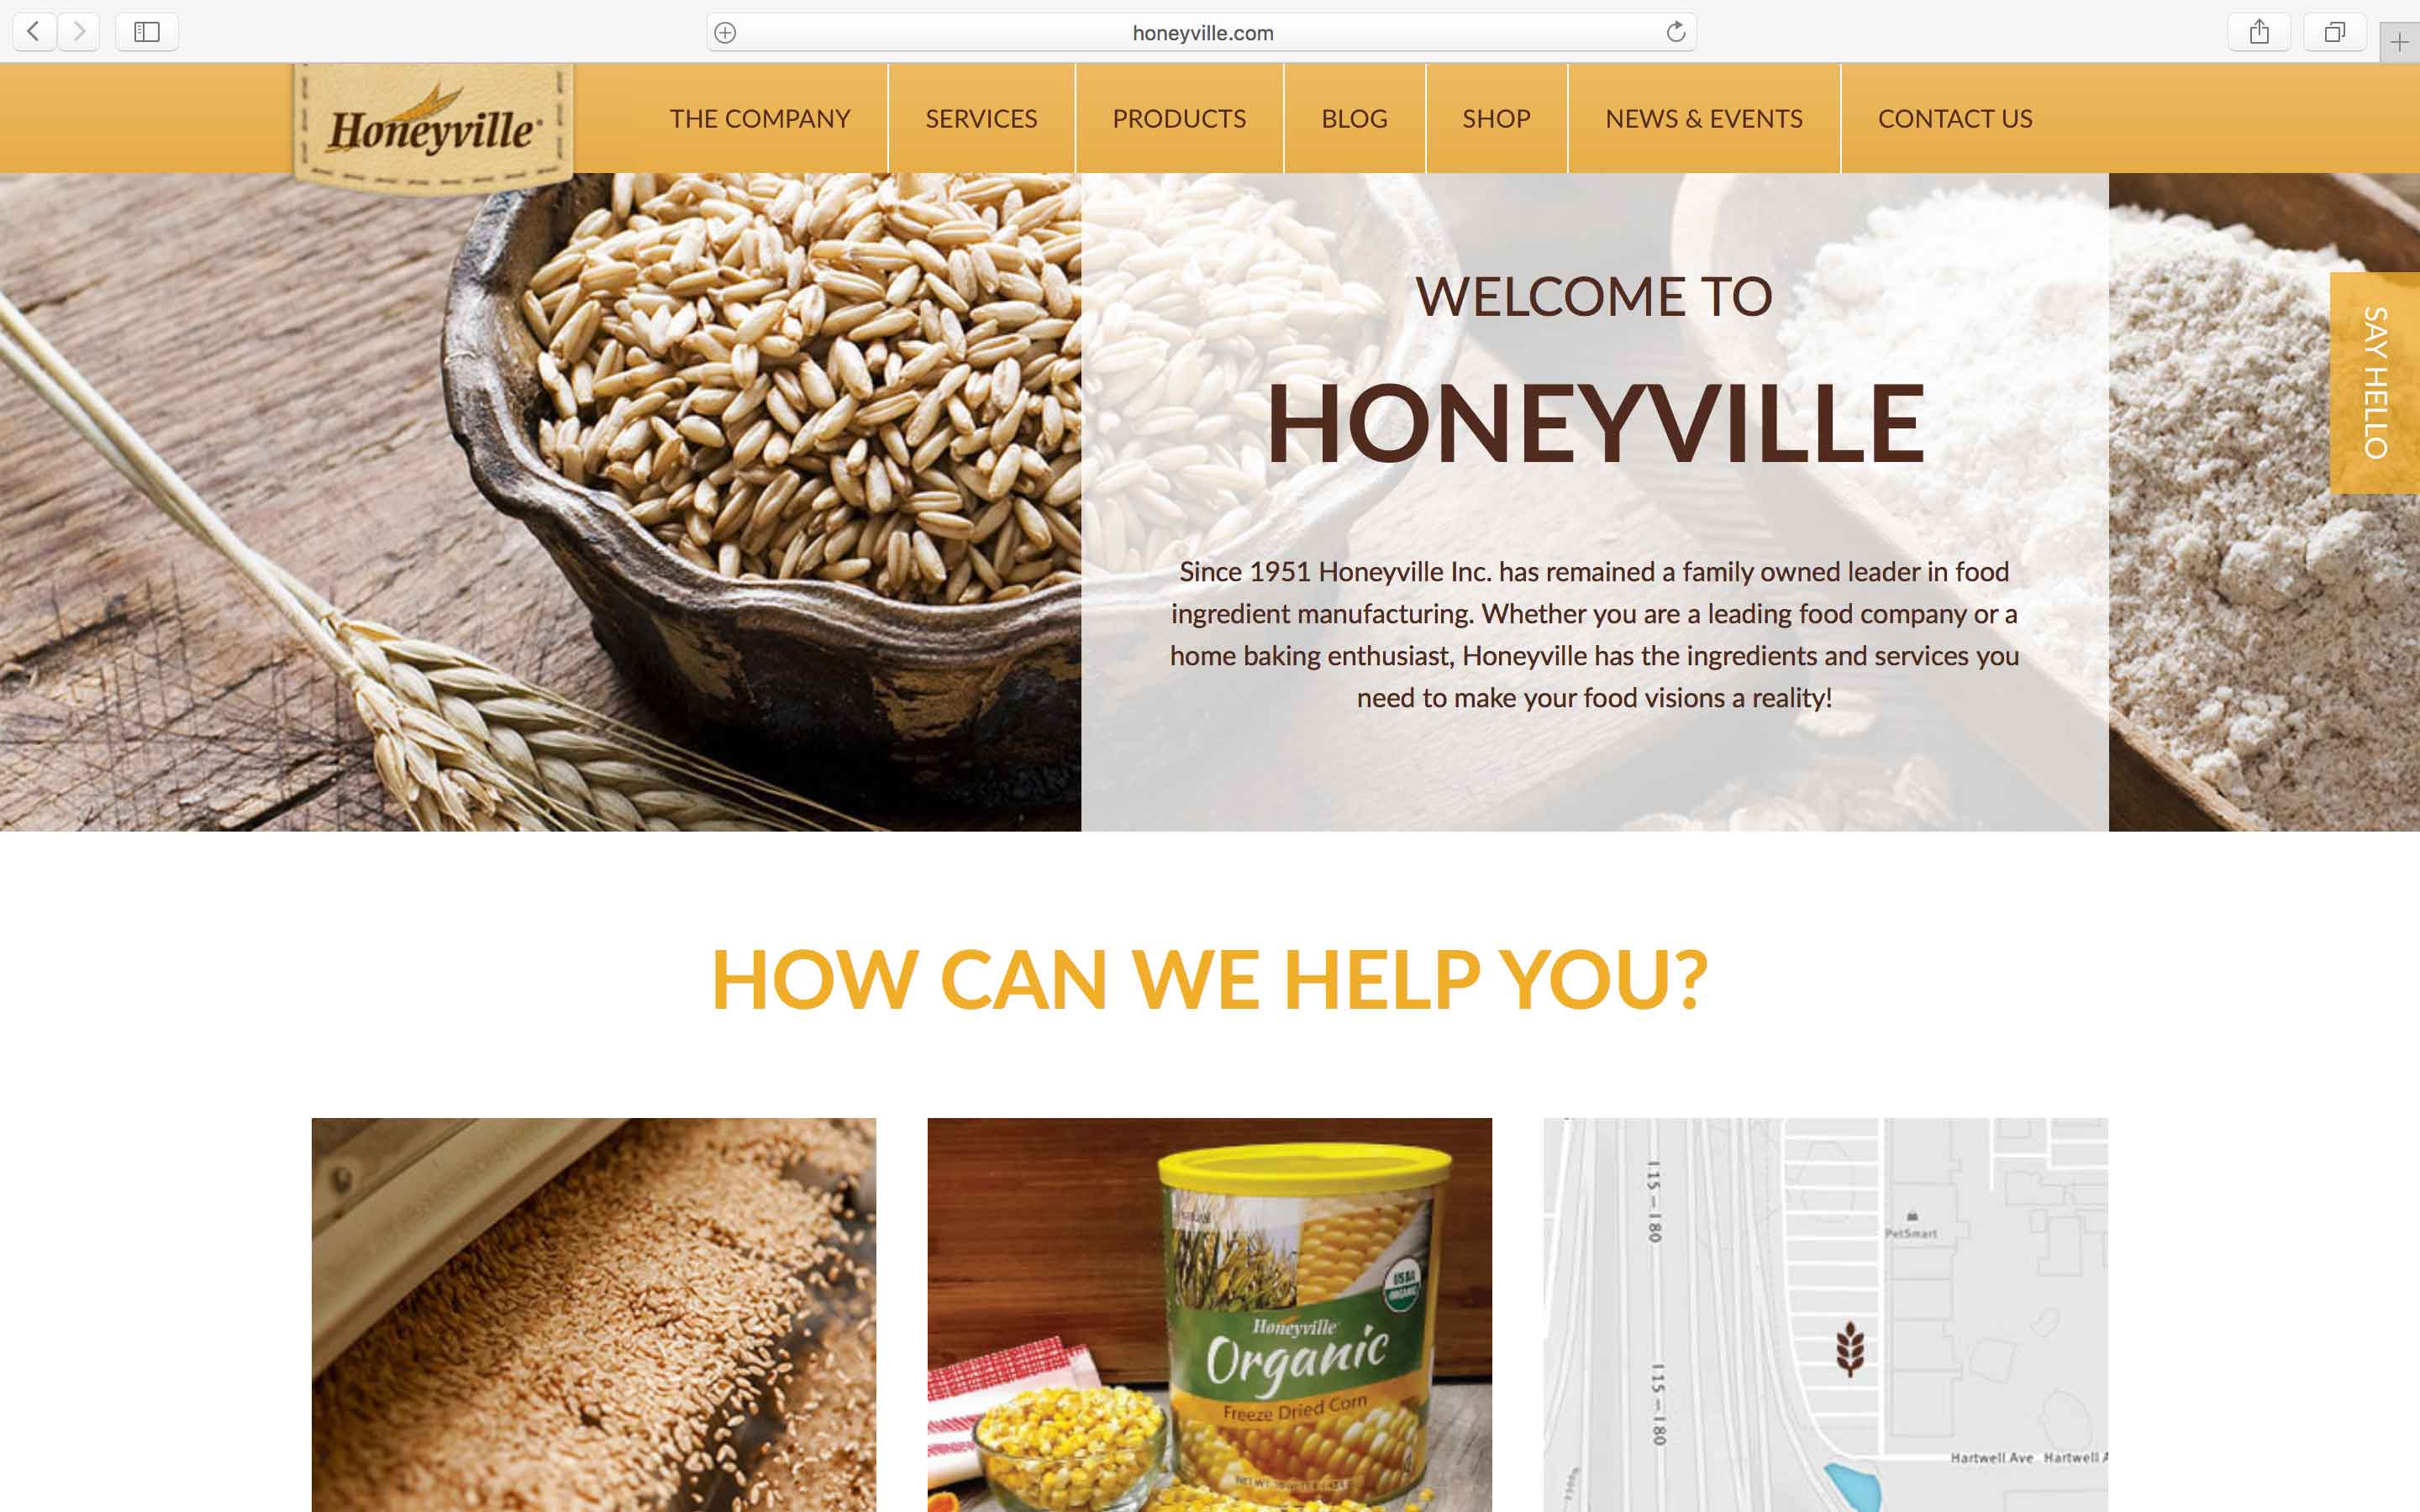 honeyville.com
Honeyville
THE COMPANY
SERVICES
PRODUCTS
BLOG
SHOP
NEWS & EVENTS
CONTACT US
WELCOME TO
HONEYVILLE
Since 1951 Honeyville Inc. has remained a family owned leader in food
ingredient manufacturing. Whether you are a leading food company or a
home baking enthusiast, Honeyville has the ingredients and services you
need to make your food visions a reality!
SAY HELLO
HOW CAN WE HELP YOU?
USDA
ORGANIC
Honeyville
Organic
Freeze Dried Corn
I 15 – I 80
PetSmart
I 15 – I 80
Hartwell Ave Hartwell